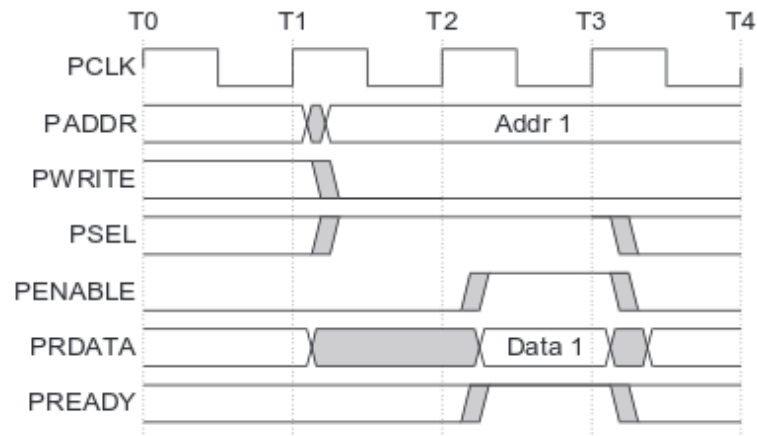 T0 T1 T2 T3 T4
PCLK
PADDR Addr 1
PWRITE
PSEL
PENABLE
PRDATA Data 1
PREADY